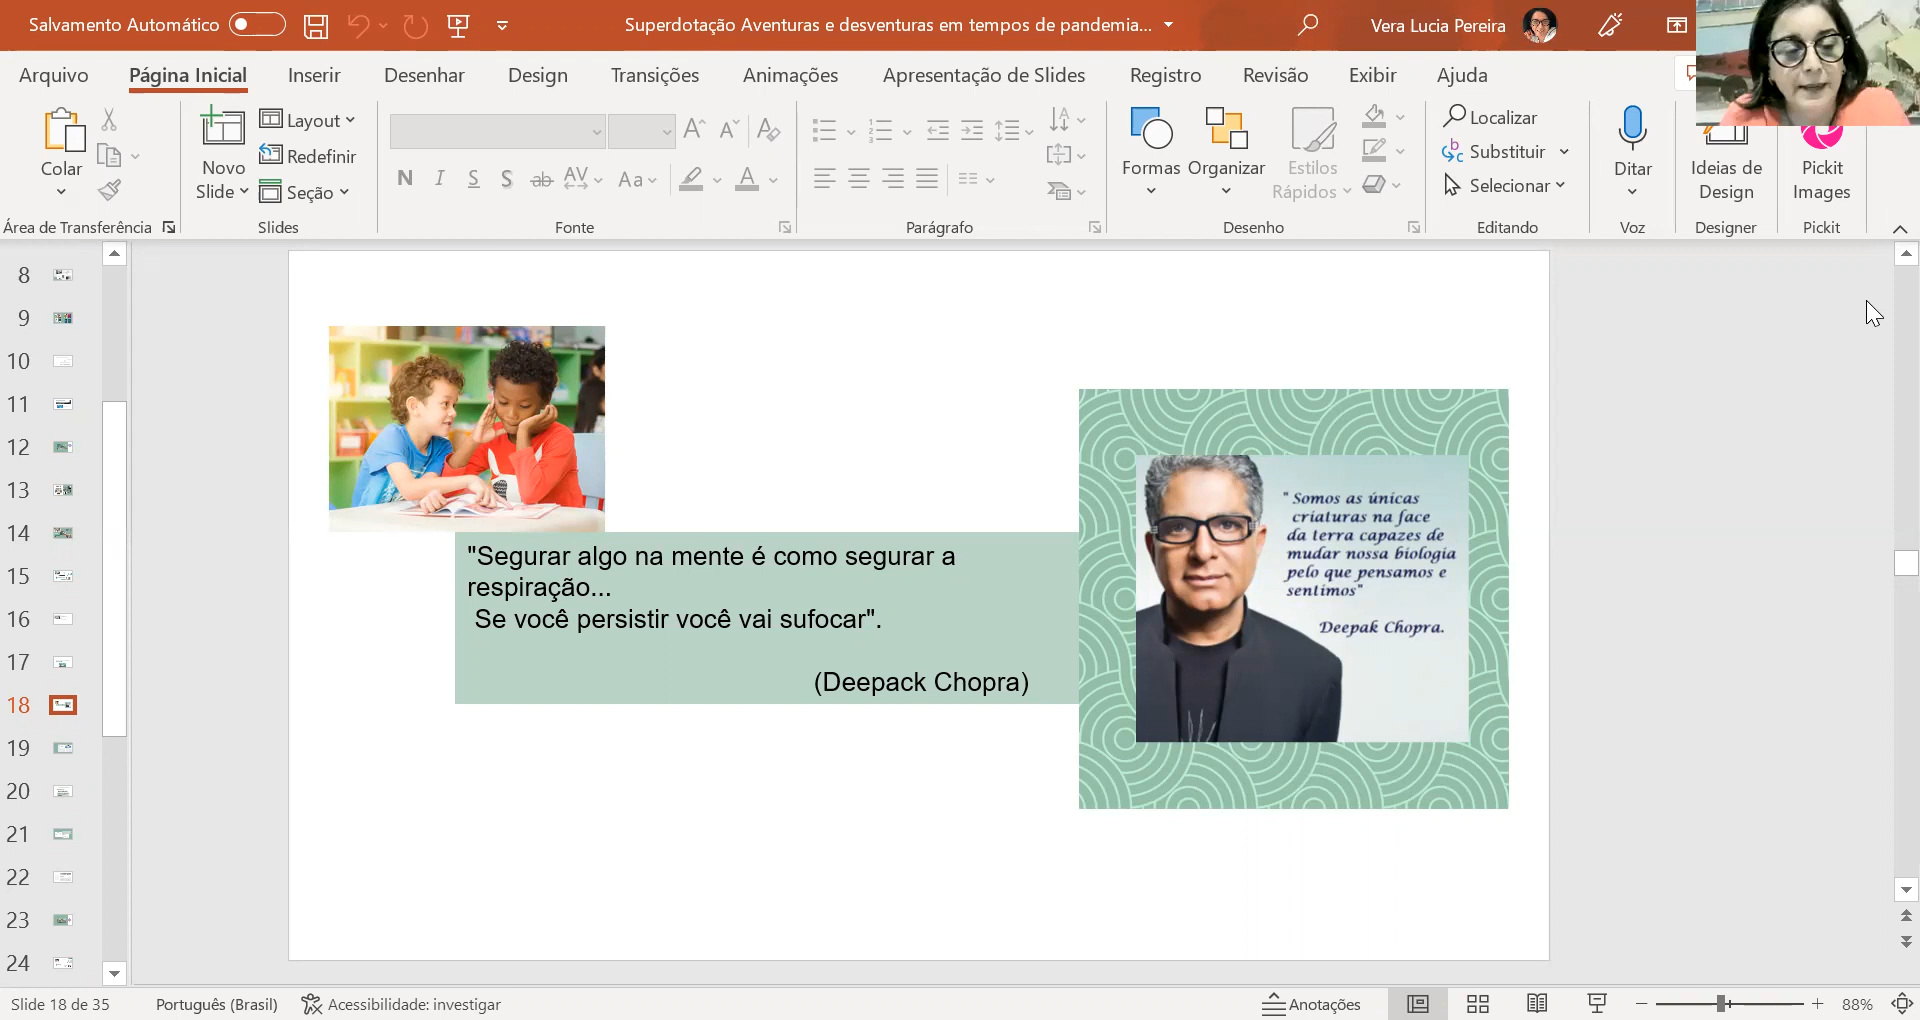 Salvamento Automático
Superdotação Aventuras e desventuras em tempos de pandemia...
Vera Lucia Pereira
Arquivo
Página Inicial
Inserir
Desenhar
Design
Transições
Animações
Apresentação de Slides
Registro
Revisão
Exibir
Ajuda
Colar
Novo
Slide
Layout
Redefinir
Seção
N
I
S
S
ab
AV
Aa
A
Formas
Organizar
Estilos
Rápidos
Localizar
Substituir
Selecionar
Ditar
Ideias de
Design
Pickit
Images
Área de Transferência
Slides
Fonte
Parágrafo
Desenho
Editando
Voz
Designer
Pickit
8
9
10
11
12
13
14
15
16
17
18
19
20
21
22
23
24
"Segurar algo na mente é como segurar a
respiração...
Se você persistir você vai sufocar".
(Deepack Chopra)
" Somos as únicas
criaturas na face
da terra capazes de
mudar nossa biologia
pelo que pensamos e
sentimos"
Deepak Chopra.
Slide 18 de 35
Português (Brasil)
Acessibilidade: investigar
Anotações
88%